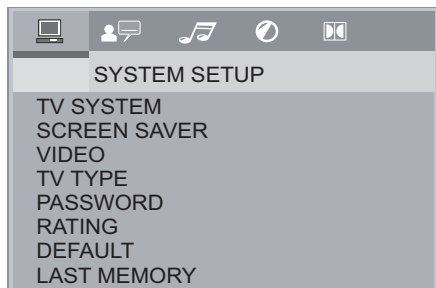 SYSTEM SETUP
TV SYSTEM
SCREEN SAVER
VIDEO
TV TYPE
PASSWORD
RATING
DEFAULT
LAST MEMORY